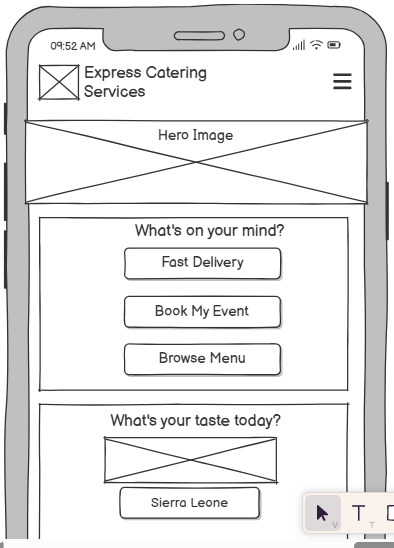 09:52 AM
Express Catering
Services
Hero Image
What's on your mind?
Fast Delivery
Book My Event
Browse Menu
What's your taste today?
Sierra Leone
V
T